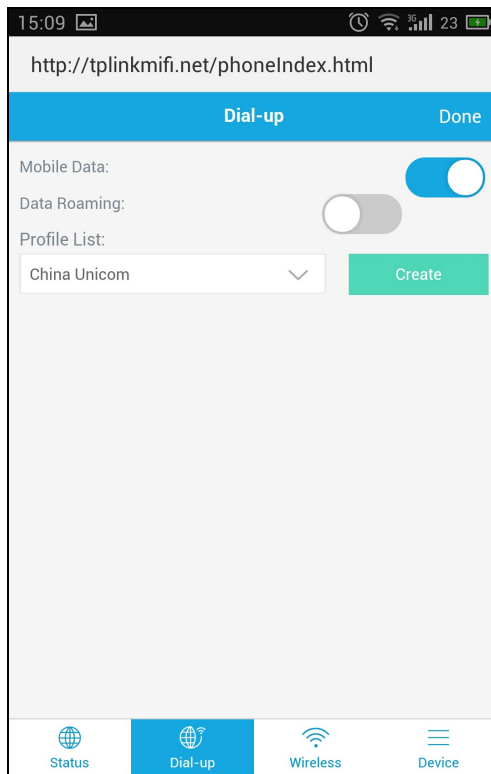 15:09 3G 23
http://tplinkmifi.net/phoneIndex.html
Dial-up Done
Mobile Data:
Data Roaming:
Profile List:
China Unicom Create
Status Dial-up Wireless Device